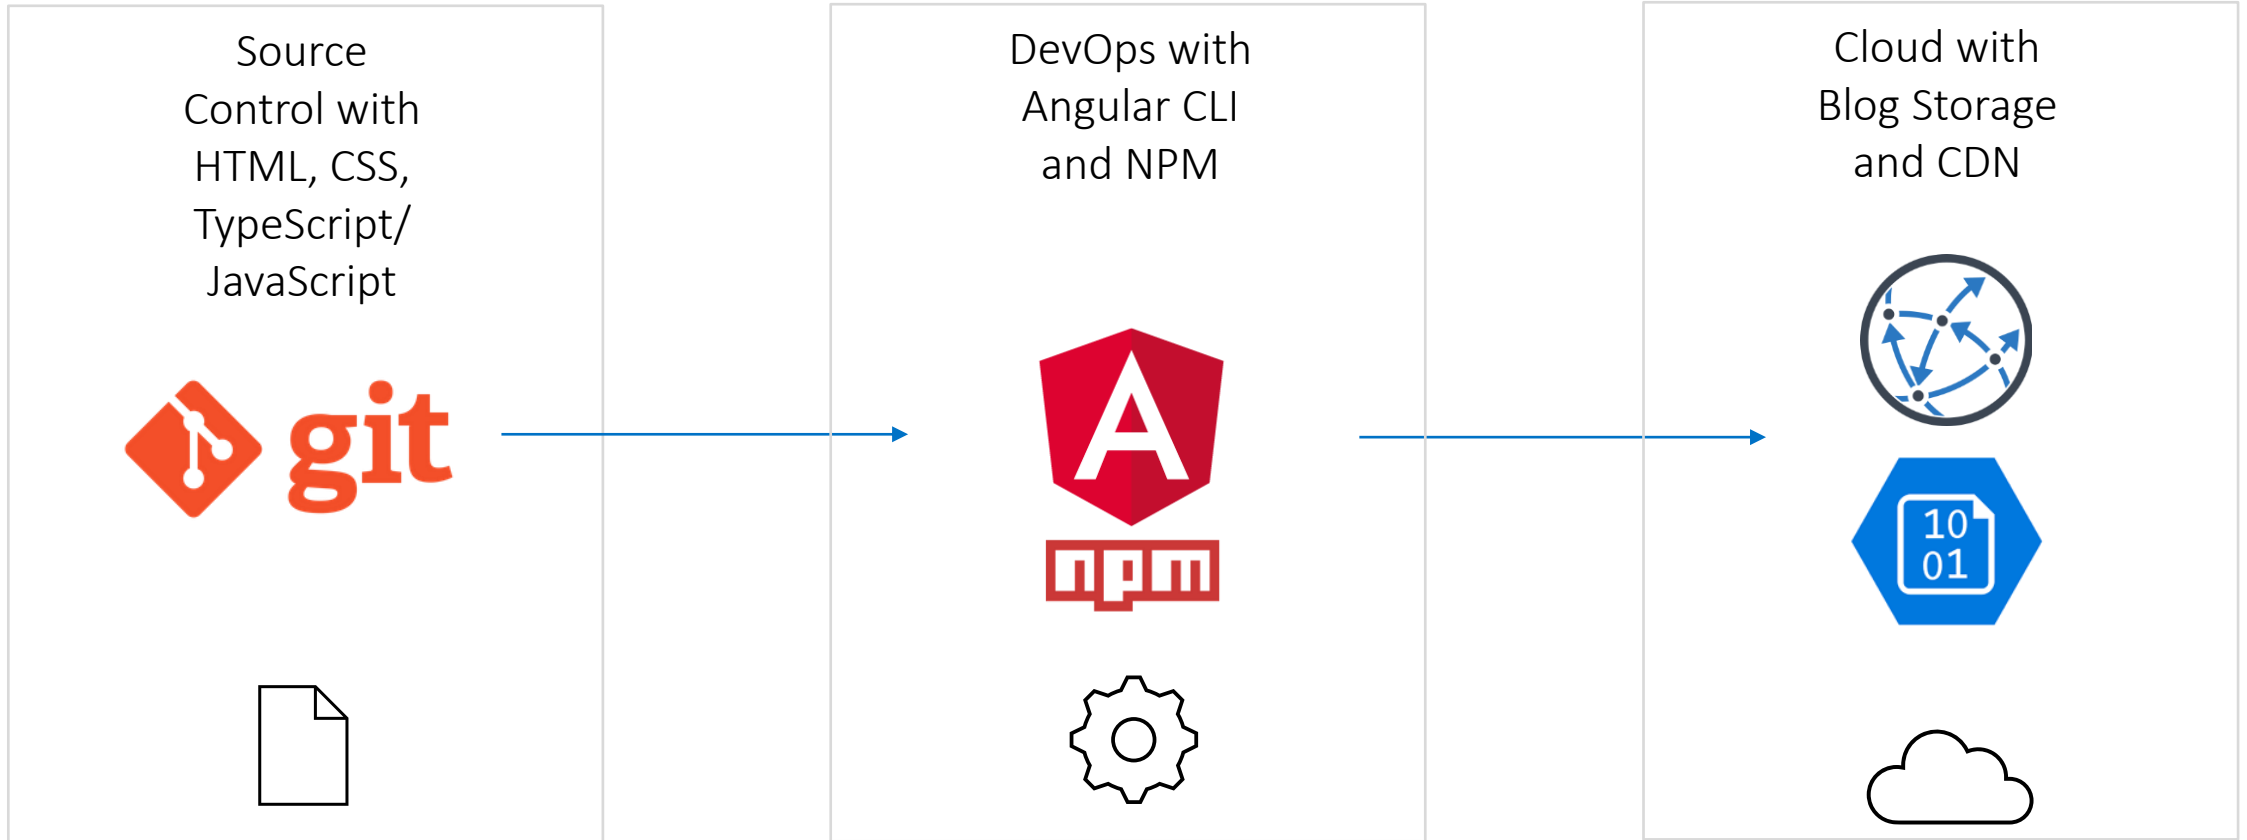 Source
Control with
HTML, CSS,
TypeScript/
JavaScript
git
DevOps with
Angular CLI
and NPM
A
npm
Cloud with
Blog Storage
and CDN
10
01